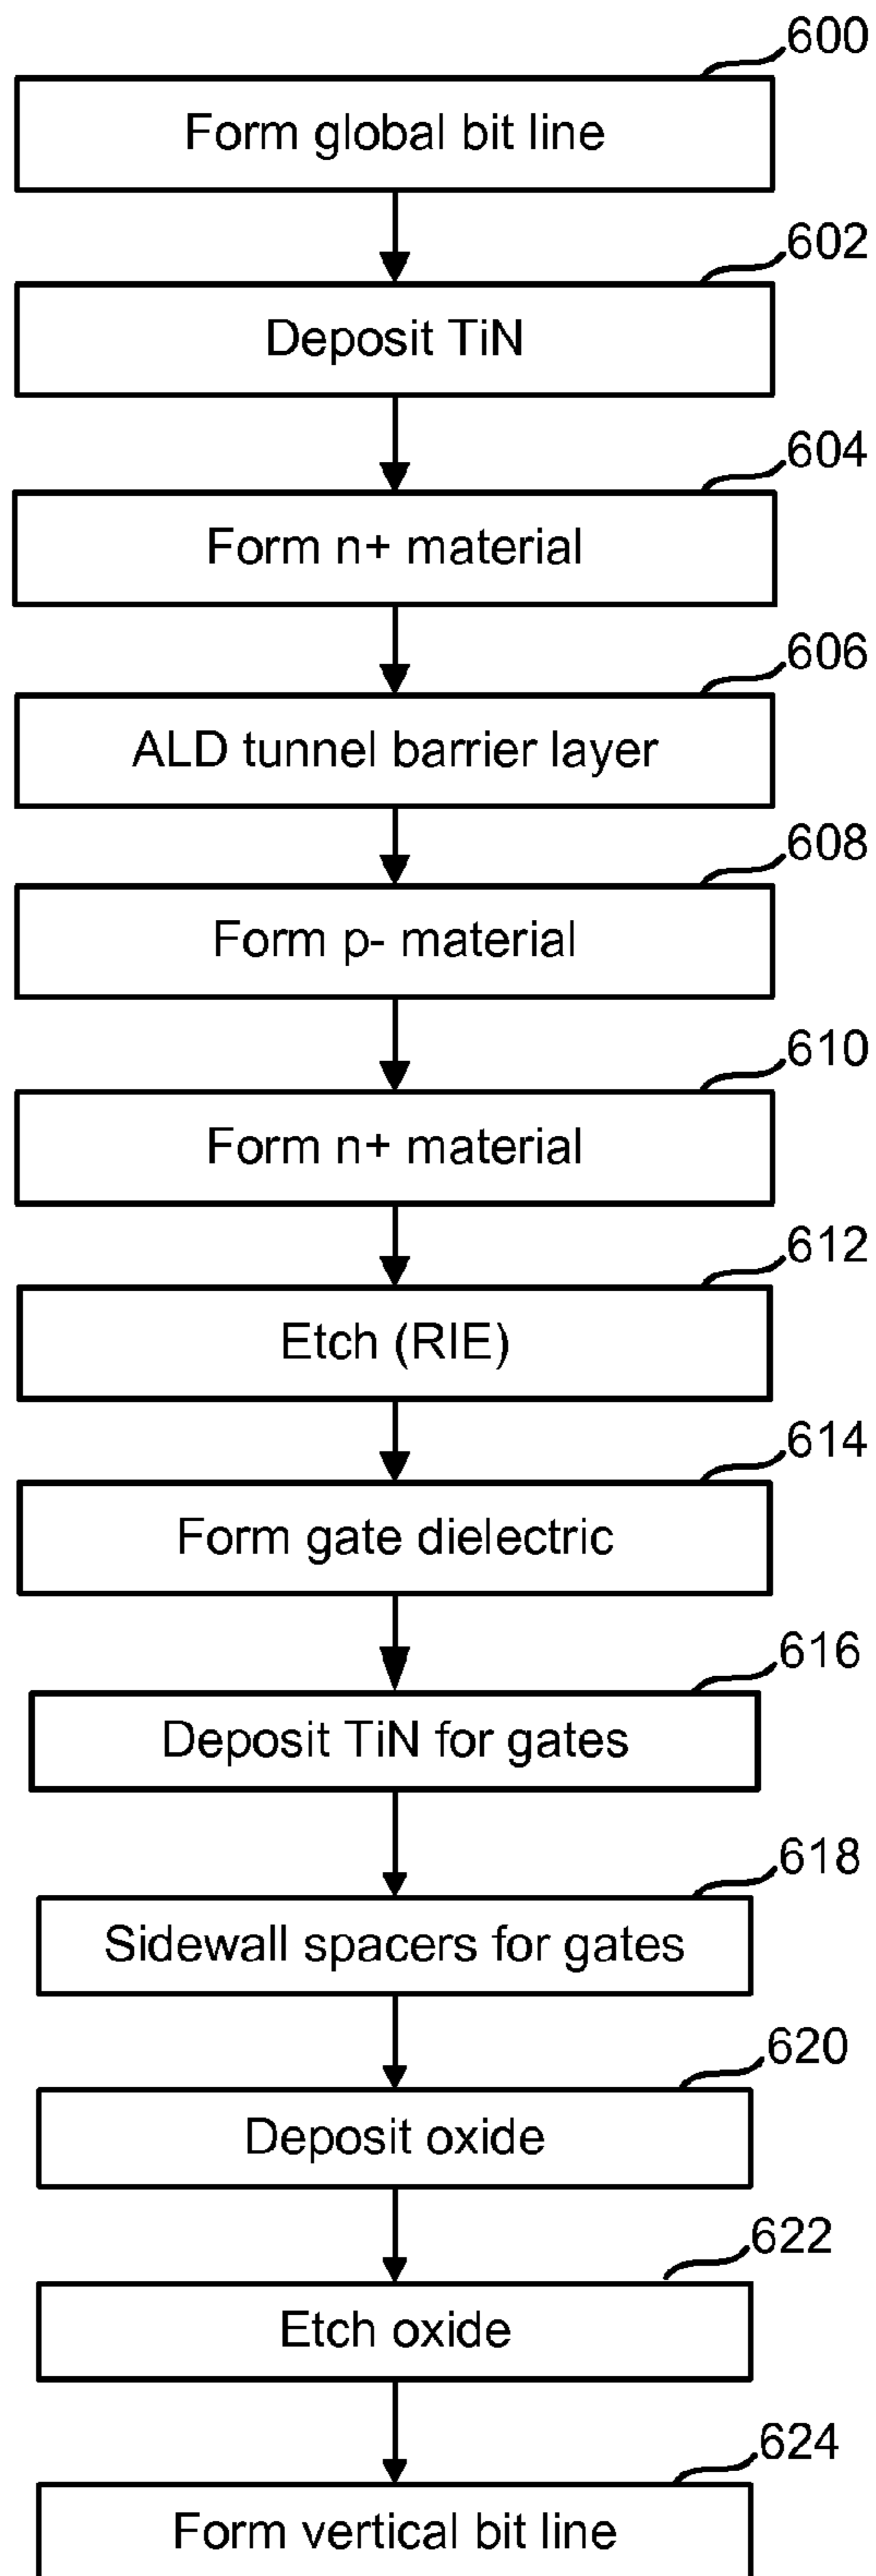 600
Form global bit line
602
Deposit TiN
604
Form n+ material
606
ALD tunnel barrier layer
608
Form p- material
610
Form n+ material
612
Etch (RIE)
614
Form gate dielectric
616
Deposit TiN for gates
618
Sidewall spacers for gates
620
Deposit oxide
622
Etch oxide
624
Form vertical bit line